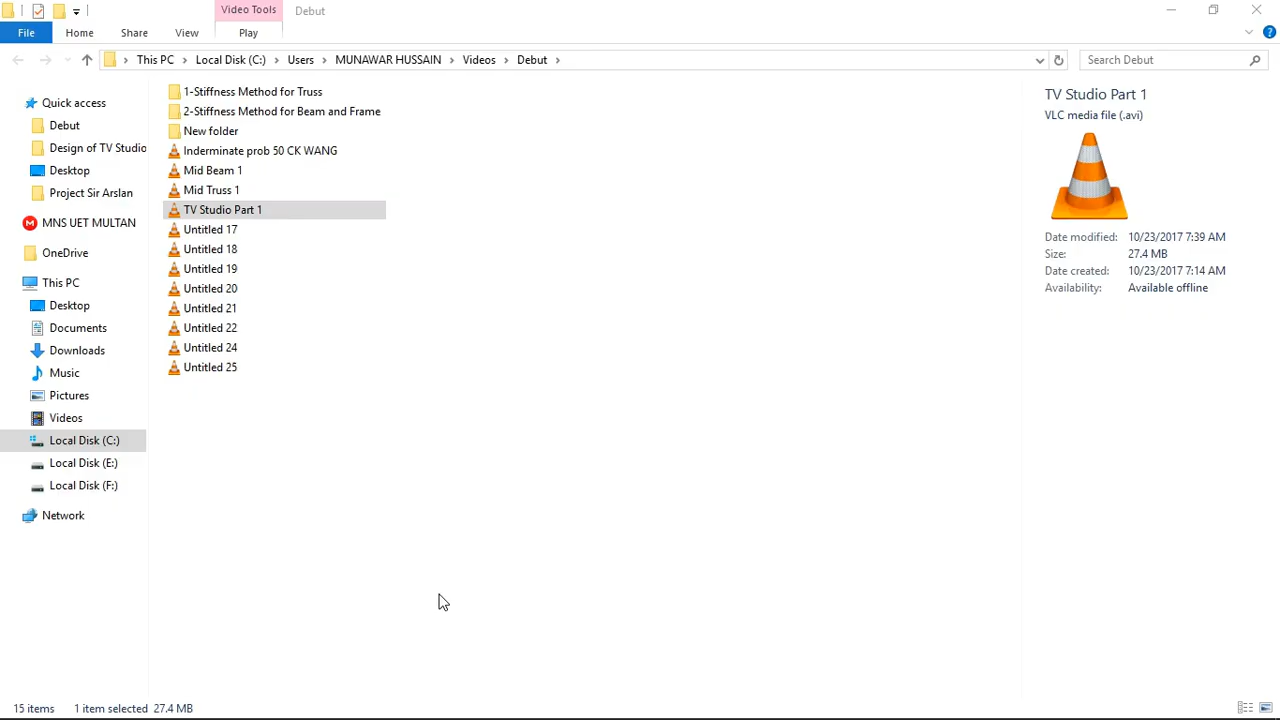 Video Tools
Debut
File
Home
Share
View
Play
This PC
Local Disk (C:)
Users
MUNAWAR HUSSAIN
Videos
Debut
Search Debut
Quick access
Debut
Design of TV Studio
Desktop
Project Sir Arslan
MNS UET MULTAN
OneDrive
This PC
Desktop
Documents
Downloads
Music
Pictures
Videos
Local Disk (C:)
Local Disk (E:)
Local Disk (F:)
Network
1-Stiffness Method for Truss
2-Stiffness Method for Beam and Frame
New folder
Inderminate prob 50 CK WANG
Mid Beam 1
Mid Truss 1
TV Studio Part 1
Untitled 17
Untitled 18
Untitled 19
Untitled 20
Untitled 21
Untitled 22
Untitled 24
Untitled 25
TV Studio Part 1
VLC media file (.avi)
Date modified: 10/23/2017 7:39 AM
Size: 27.4 MB
Date created: 10/23/2017 7:14 AM
Availability: Available offline
15 items 1 item selected 27.4 MB